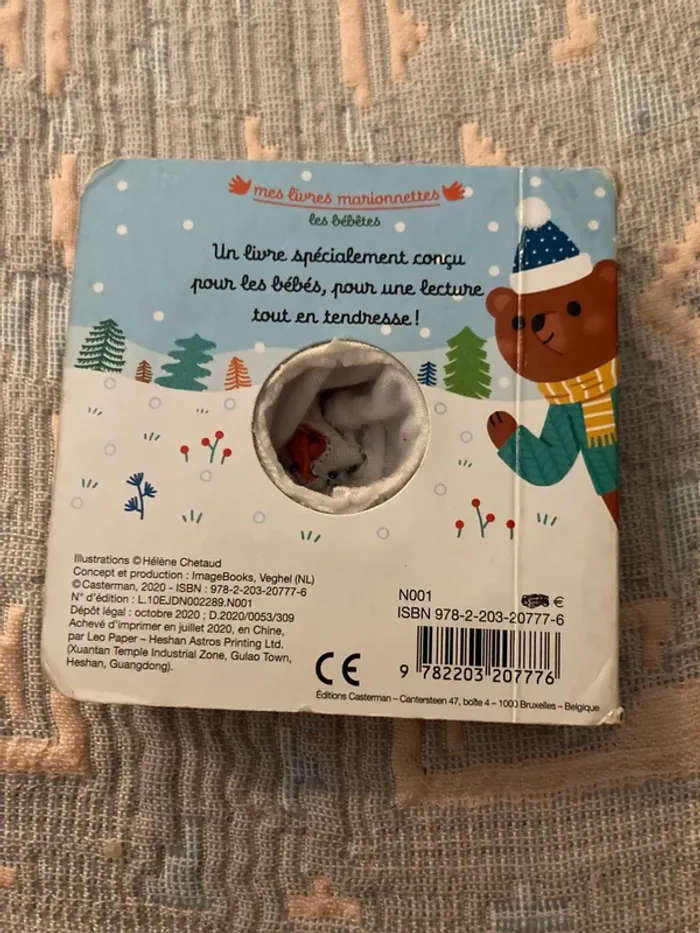 mes livres marionnettes
les bébêtes
Un livre spécialement conçu
pour les bébés, pour une lecture
tout en tendresse !
Illustrations © Hélène Chetaud
Concept et production : ImageBooks, Veghel (NL)
© Casterman, 2020 - ISBN : 978-2-203-20777-6
N° d'édition : L.10EJDN002289.N001
Dépôt légal : octobre 2020 ; D.2020/0053/309
Achevé d'imprimer en juillet 2020, en Chine,
par Leo Paper – Heshan Astros Printing Ltd.
(Xuantan Temple Industrial Zone, Gulao Town,
Heshan, Guangdong).
CE
N001 €
ISBN 978-2-203-20777-6
9 782203 207776
Éditions Casterman – Cantersteen 47, boîte 4 – 1000 Bruxelles – Belgique